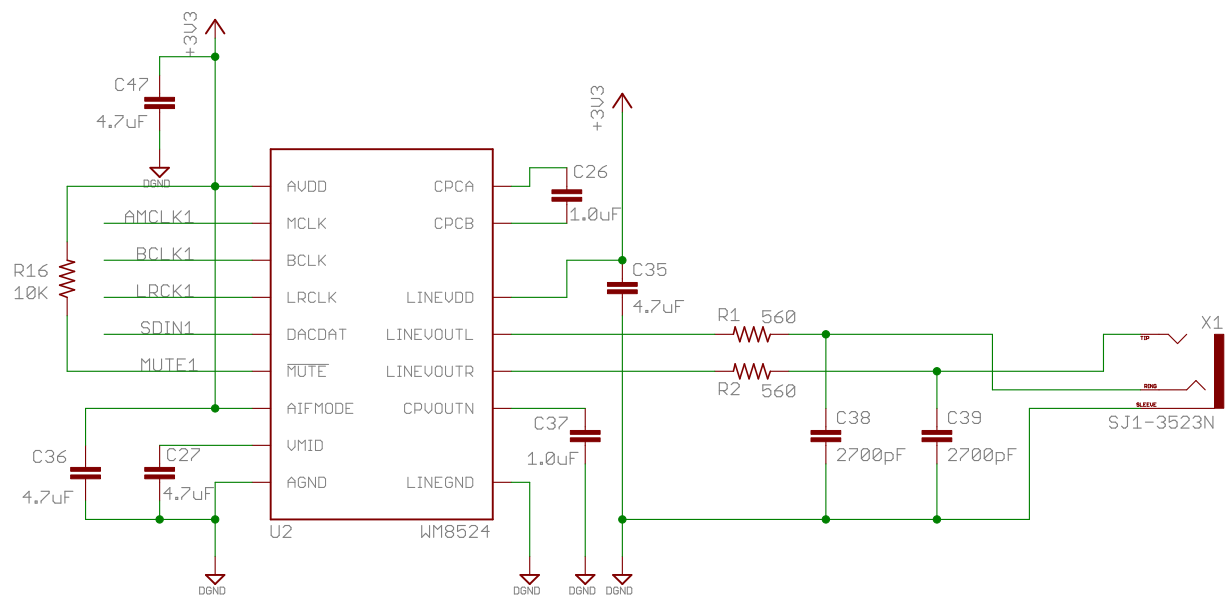 +3V3
C47
4.7uF
DGND
+3V3
AVDD
CPCA
C26
1.0uF
AMCLK1
MCLK
CPCB
BCLK1
BCLK
R16
10K
LRCK1
LRCLK
LINEVDD
C35
4.7uF
SDIN1
DACDAT
LINEVOUTL
R1
560
X1
TIP
MUTE1
MUTE
LINEVOUTR
R2
560
RING
AIFMODE
CPVOUTN
SLEEVE
SJ1-3523N
C37
1.0uF
C38
2700pF
C39
2700pF
VMID
C36
4.7uF
C27
4.7uF
AGND
LINEGND
U2
WM8524
DGND
DGND
DGND
DGND